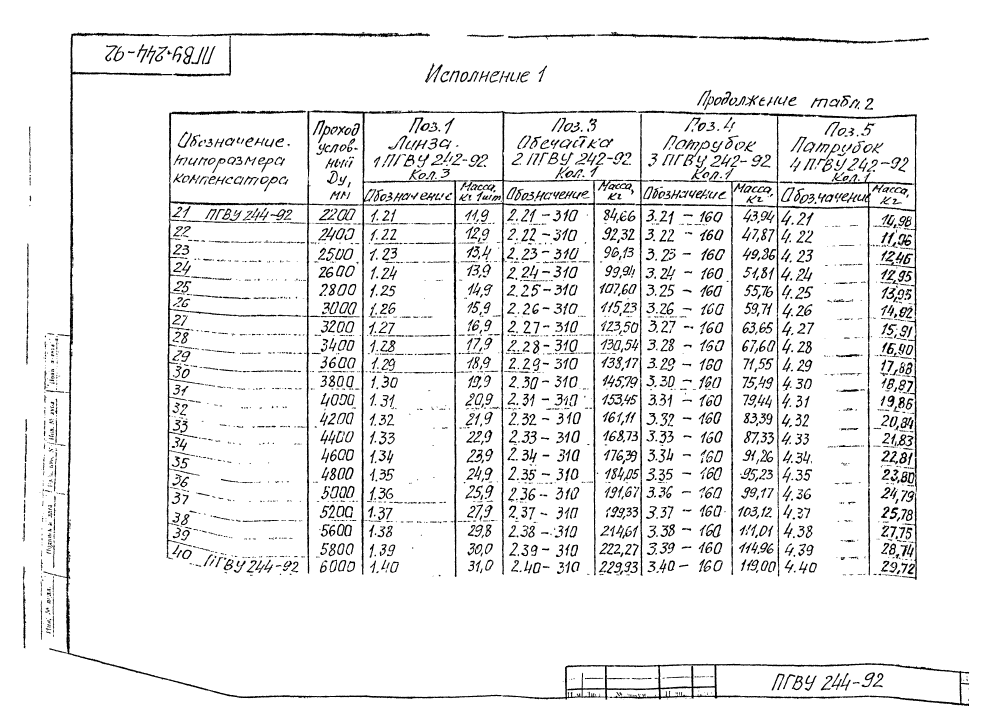 ПГВУ 244-92
Исполнение 1
Продолжение табл. 2
Обозначение типоразмера компенсатора | Проход условный Ду, мм | Поз. 1 Линза 1 ПГВУ 242-92 Кол. 3 | Поз. 3 Обечайка 2 ПГВУ 242-92 Кол. 1 | Поз. 4 Патрубок 3 ПГВУ 242-92 Кол. 1 | Поз. 5 Патрубок 4 ПГВУ 242-92 Кол. 1
Обозначение | Масса, кг 1шт | Обозначение | Масса, кг | Обозначение | Масса, кг | Обозначение | Масса, кг
21 ПГВУ 244-92 2200 1.21 11,9 2.21-310 84,66 3.21 - 160 43,94 4.21 10,98
22 2400 1.22 12,9 2.22-310 92,32 3.22 - 160 47,87 4.22 11,96
23 2500 1.23 13,4 2.23-310 96,13 3.23 - 160 49,86 4.23 12,46
24 2600 1.24 13,9 2.24-310 99,94 3.24 - 160 51,81 4.24 12,95
25 2800 1.25 14,9 2.25-310 107,60 3.25 - 160 55,76 4.25 13,93
26 3000 1.26 15,9 2.26-310 115,23 3.26 - 160 59,71 4.26 14,92
27 3200 1.27 16,9 2.27-310 123,50 3.27 - 160 63,65 4.27 15,91
28 3400 1.28 17,9 2.28-310 130,54 3.28 - 160 67,60 4.28 16,90
29 3600 1.29 18,9 2.29-310 138,17 3.29 - 160 71,55 4.29 17,88
30 3800 1.30 19,9 2.30-310 145,79 3.30 - 160 75,49 4.30 18,87
31 4000 1.31 20,9 2.31-310 153,45 3.31 - 160 79,44 4.31 19,86
32 4200 1.32 21,9 2.32-310 161,11 3.32 - 160 83,39 4.32 20,84
33 4400 1.33 22,9 2.33-310 168,73 3.33 - 160 87,33 4.33 21,83
34 4600 1.34 23,9 2.34-310 176,39 3.34 - 160 91,26 4.34 22,81
35 4800 1.35 24,9 2.35-310 184,05 3.35 - 160 95,23 4.35 23,80
36 5000 1.36 25,9 2.36-310 191,67 3.36 - 160 99,17 4.36 24,79
37 5200 1.37 27,9 2.37-310 199,33 3.37 - 160 103,12 4.37 25,78
38 5600 1.38 29,8 2.38-310 214,61 3.38 - 160 111,01 4.38 27,75
39 5800 1.39 30,0 2.39-310 222,27 3.39 - 160 114,96 4.39 28,74
40 ПГВУ 244-92 6000 1.40 31,0 2.40-310 229,93 3.40 - 160 119,00 4.40 29,72
ПГВУ 244-92